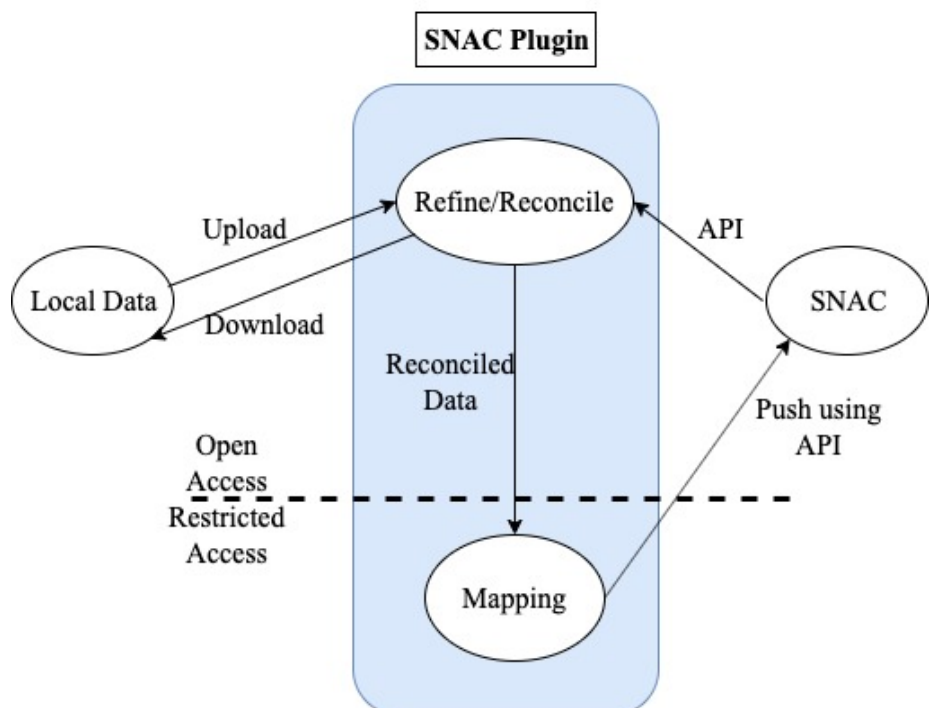 SNAC Plugin
Refine/Reconcile
Upload
API
Local Data
SNAC
Download
Reconciled
Data
Push using
API
Open
Access
Restricted
Access
Mapping